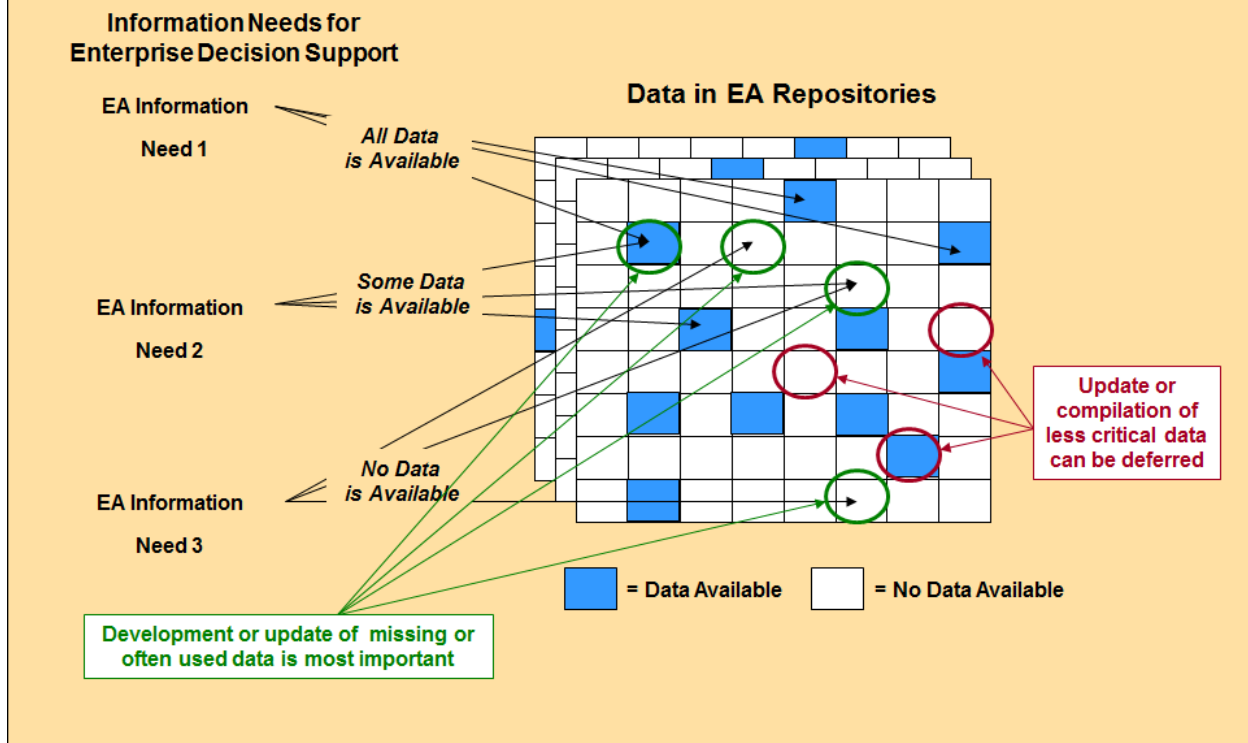 Information Needs for
Enterprise Decision Support
Data in EA Repositories
EA Information
Need 1
All Data
is Available
Some Data
is Available
EA Information
Need 2
No Data
is Available
EA Information
Need 3
Update or
compilation of
less critical data
can be deferred
= Data Available
= No Data Available
Development or update of missing or
often used data is most important